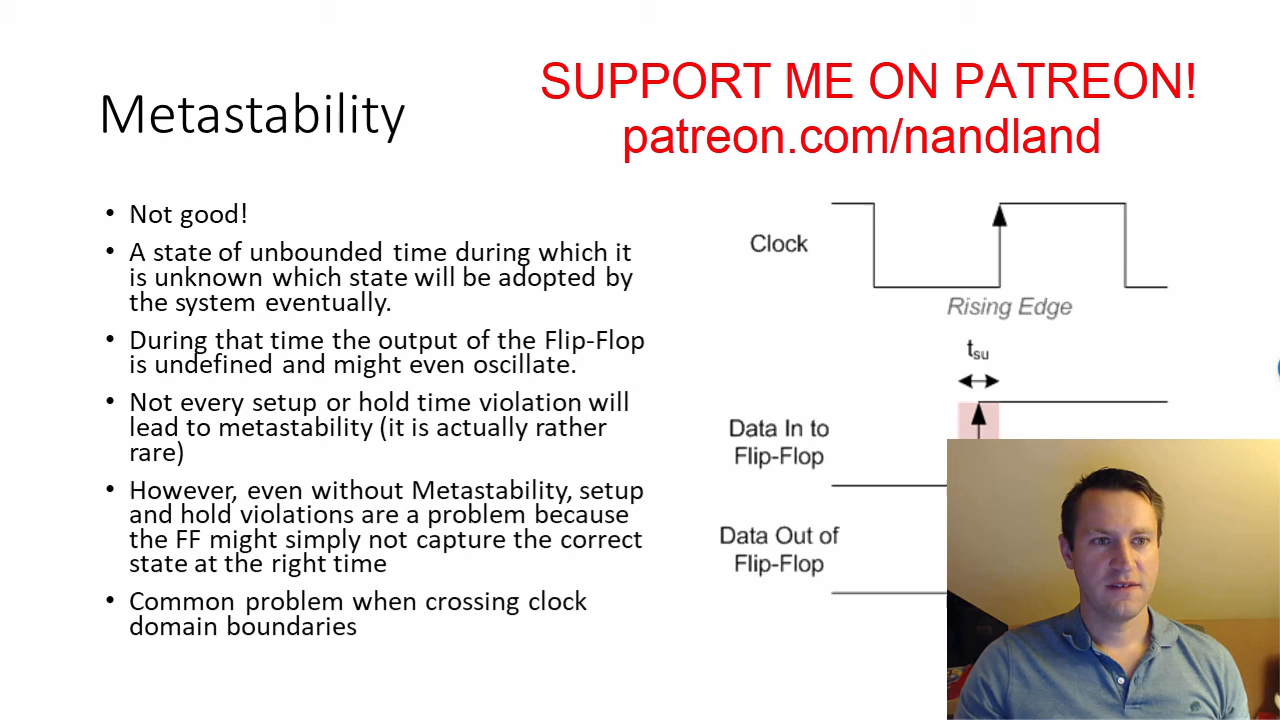 SUPPORT ME ON PATREON!
patreon.com/nandland
Metastability
• Not good!
• A state of unbounded time during which it
is unknown which state will be adopted by
the system eventually.
• During that time the output of the Flip-Flop
is undefined and might even oscillate.
• Not every setup or hold time violation will
lead to metastability (it is actually rather
rare)
• However, even without Metastability, setup
and hold violations are a problem because
the FF might simply not capture the correct
state at the right time
• Common problem when crossing clock
domain boundaries
Clock
Rising Edge
tsu
Data In to
Flip-Flop
Data Out of
Flip-Flop